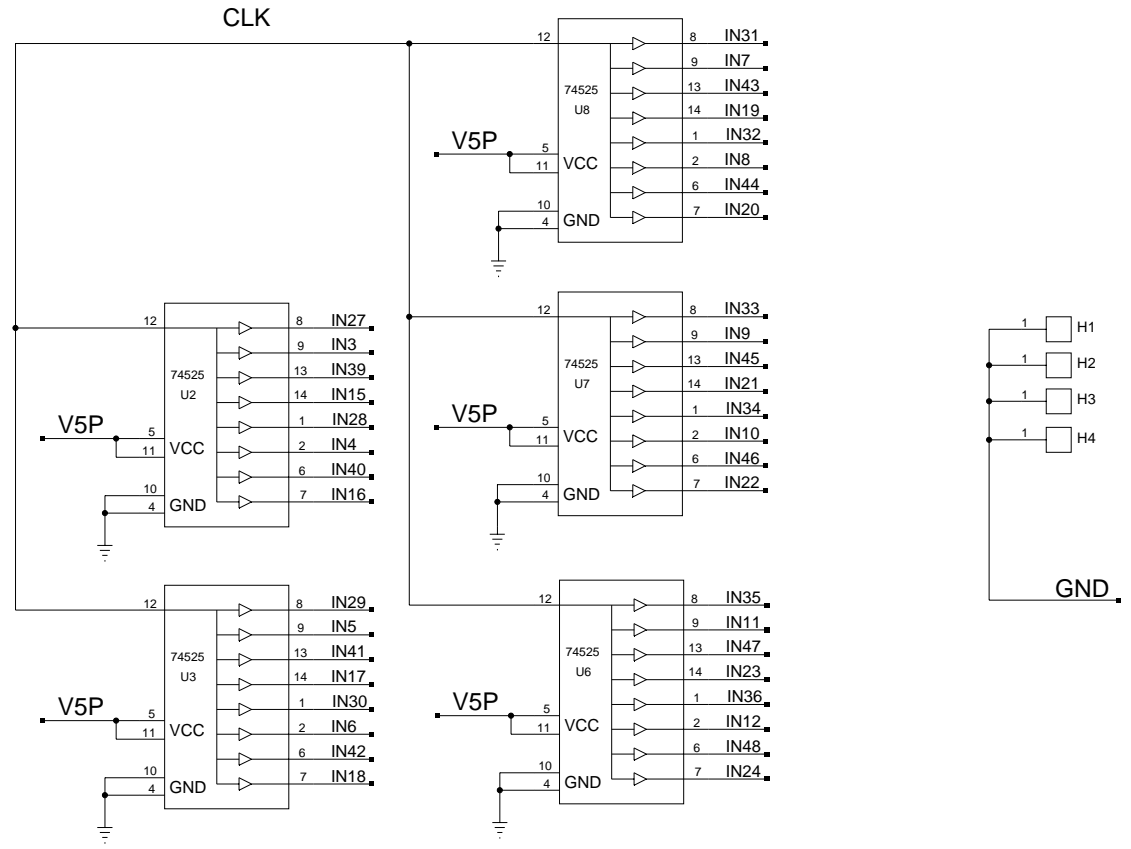 CLK
12 8 IN31
9 IN7
74525 13 IN43
U8 14 IN19
1 IN32
V5P 5 VCC 2 IN8
11 6 IN44
10 GND 7 IN20
4
12 8 IN27
9 IN3
74525 13 IN39
U2 14 IN15
1 IN28
V5P 5 VCC 2 IN4
11 6 IN40
10 GND 7 IN16
4
12 8 IN33
9 IN9
74525 13 IN45
U7 14 IN21
1 IN34
V5P 5 VCC 2 IN10
11 6 IN46
10 GND 7 IN22
4
1 H1
1 H2
1 H3
1 H4
GND
12 8 IN29
9 IN5
74525 13 IN41
U3 14 IN17
1 IN30
V5P 5 VCC 2 IN6
11 6 IN42
10 GND 7 IN18
4
12 8 IN35
9 IN11
74525 13 IN47
U6 14 IN23
1 IN36
V5P 5 VCC 2 IN12
11 6 IN48
10 GND 7 IN24
4